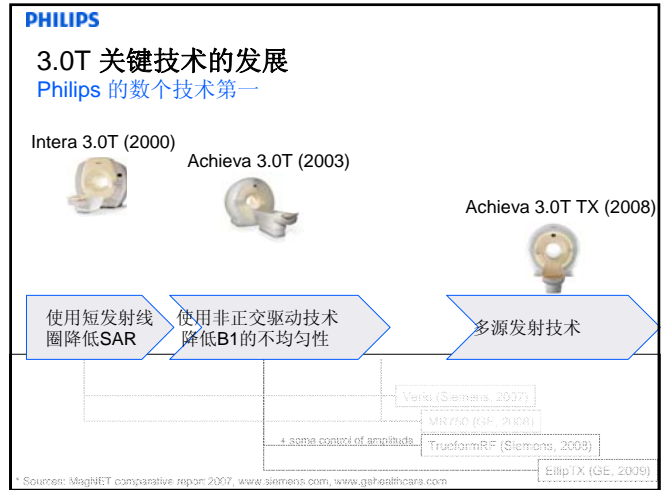 PHILIPS
3.0T 关键技术的发展
Philips 的数个技术第一
Intera 3.0T (2000)
Achieva 3.0T (2003)
Achieva 3.0T TX (2008)
使用短发射线
圈降低SAR
使用非正交驱动技术
降低B1的不均匀性
多源发射技术
Verio (Siemens, 2007)
MR750 (GE, 2008)
+ some control of amplitude
TrueformRF (Siemens, 2008)
EllipTX (GE, 2009)
* Sources: MagNET comparative report 2007, www.siemens.com, www.gehealthcare.com